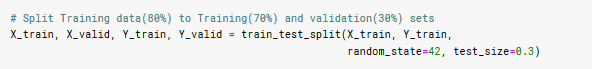 # Split Training data(80%) to Training(70%) and validation(30%) sets
X_train, X_valid, Y_train, Y_valid = train_test_split(X_train, Y_train,
random_state=42, test_size=0.3)